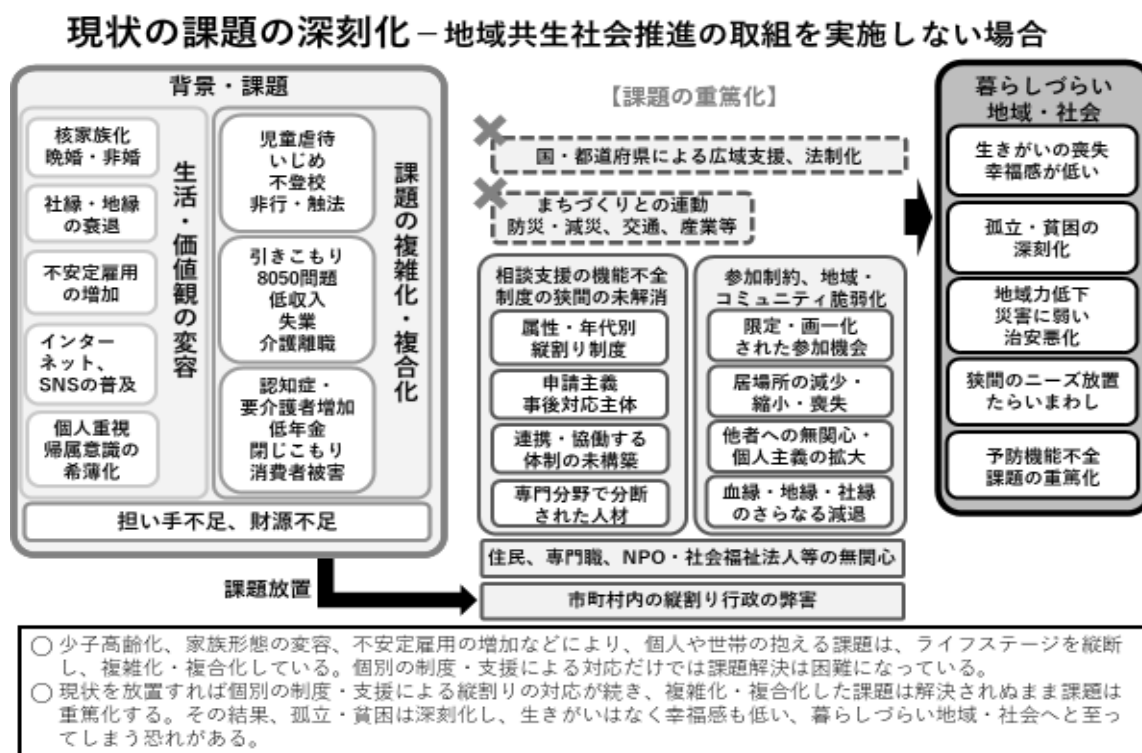 現状の課題の深刻化－地域共生社会推進の取組を実施しない場合
背景・課題
核家族化
晩婚・非婚
社縁・地縁
の衰退
不安定雇用
の増加
インター
ネット、
SNSの普及
個人重視
帰属意識の
希薄化
生活・価値観の変容
児童虐待
いじめ
不登校
非行・触法
引きこもり
8050問題
低収入
失業
介護離職
認知症・
要介護者増加
低年金
閉じこもり
消費者被害
課題の複雑化・複合化
担い手不足、財源不足
課題放置
【課題の重篤化】
国・都道府県による広域支援、法制化
まちづくりとの連動
防災・減災、交通、産業等
相談支援の機能不全
制度の狭間の未解消
属性・年代別
縦割り制度
申請主義
事後対応主体
連携・協働する
体制の未構築
専門分野で分断
された人材
参加制約、地域・
コミュニティ脆弱化
限定・画一化
された参加機会
居場所の減少・
縮小・喪失
他者への無関心・
個人主義の拡大
血縁・地縁・社縁
のさらなる減退
住民、専門職、NPO・社会福祉法人等の無関心
市町村内の縦割り行政の弊害
暮らしづらい
地域・社会
生きがいの喪失
幸福感が低い
孤立・貧困の
深刻化
地域力低下
災害に弱い
治安悪化
狭間のニーズ放置
たらいまわし
予防機能不全
課題の重篤化
○ 少子高齢化、家族形態の変容、不安定雇用の増加などにより、個人や世帯の抱える課題は、ライフステージを縦断
し、複雑化・複合化している。個別の制度・支援による対応だけでは課題解決は困難になっている。
○ 現状を放置すれば個別の制度・支援による縦割りの対応が続き、複雑化・複合化した課題は解決されぬまま課題は
重篤化する。その結果、孤立・貧困は深刻化し、生きがいはなく幸福感も低い、暮らしづらい地域・社会へと至っ
てしまう恐れがある。